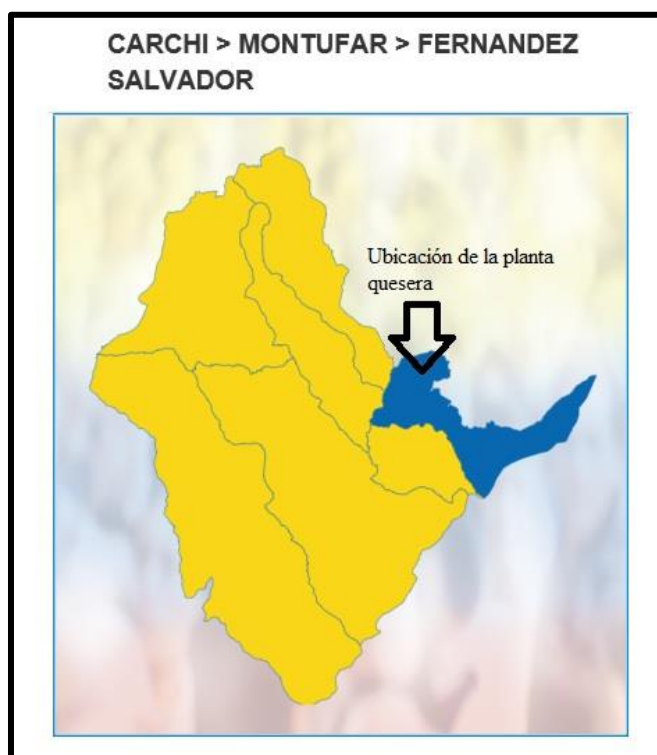 CARCHI > MONTUFAR > FERNANDEZ
SALVADOR
Ubicación de la planta
quesera